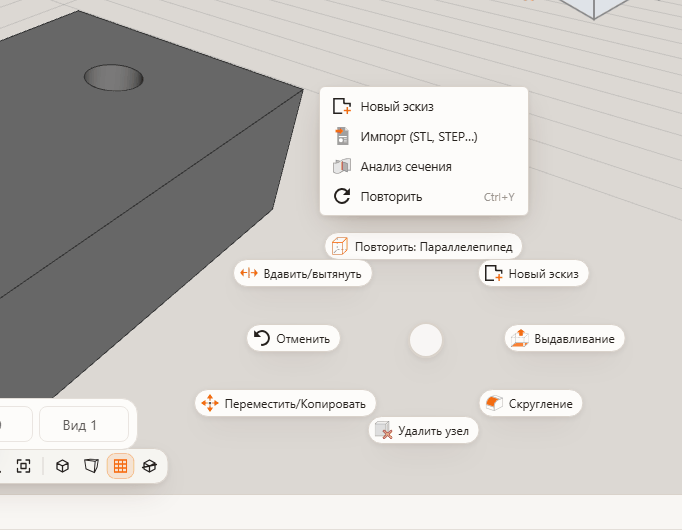 Новый эскиз
Импорт (STL, STEP...)
Анализ сечения
Повторить Ctrl+Y
Повторить: Параллелепипед
Вдавить/вытянуть
Новый эскиз
Отменить
Выдавливание
Переместить/Копировать
Скругление
Удалить узел
Вид 1